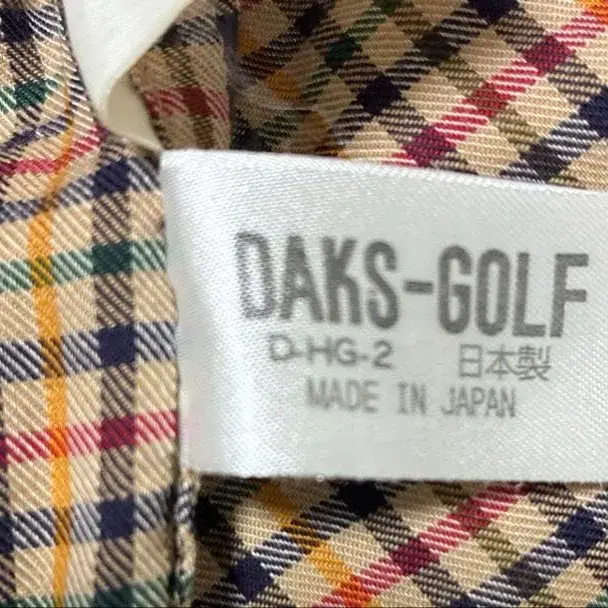 DAKS-GOLF
D-HG-2 日本製
MADE IN JAPAN